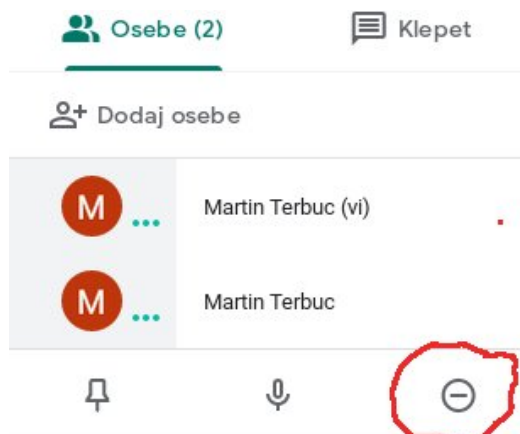 Osebe (2)
Klepet
Dodaj osebe
M
Martin Terbuc (vi)
M
Martin Terbuc